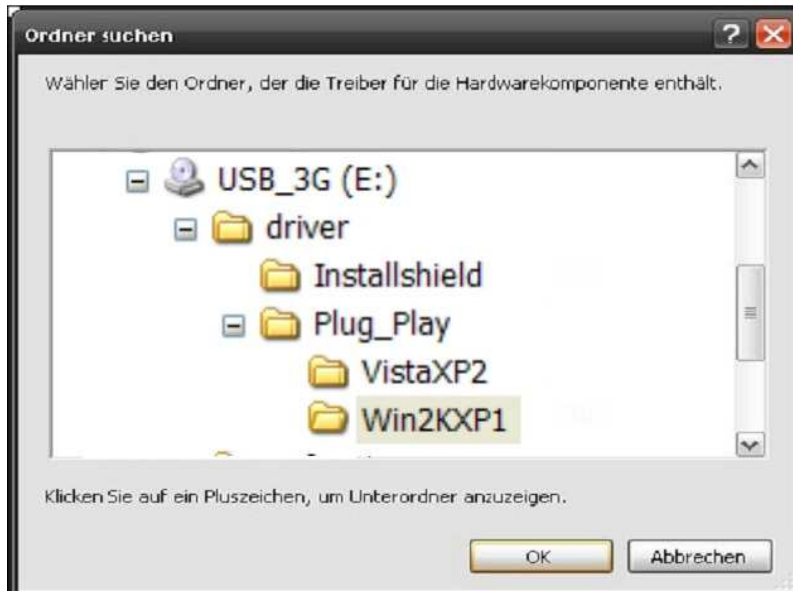 Ordner suchen
Wählen Sie den Ordner, der die Treiber für die Hardwarekomponente enthält.
USB_3G (E:)
driver
Installshield
Plug_Play
VistaXP2
Win2KXP1
Klicken Sie auf ein Pluszeichen, um Unterordner anzuzeigen.
OK
Abbrechen